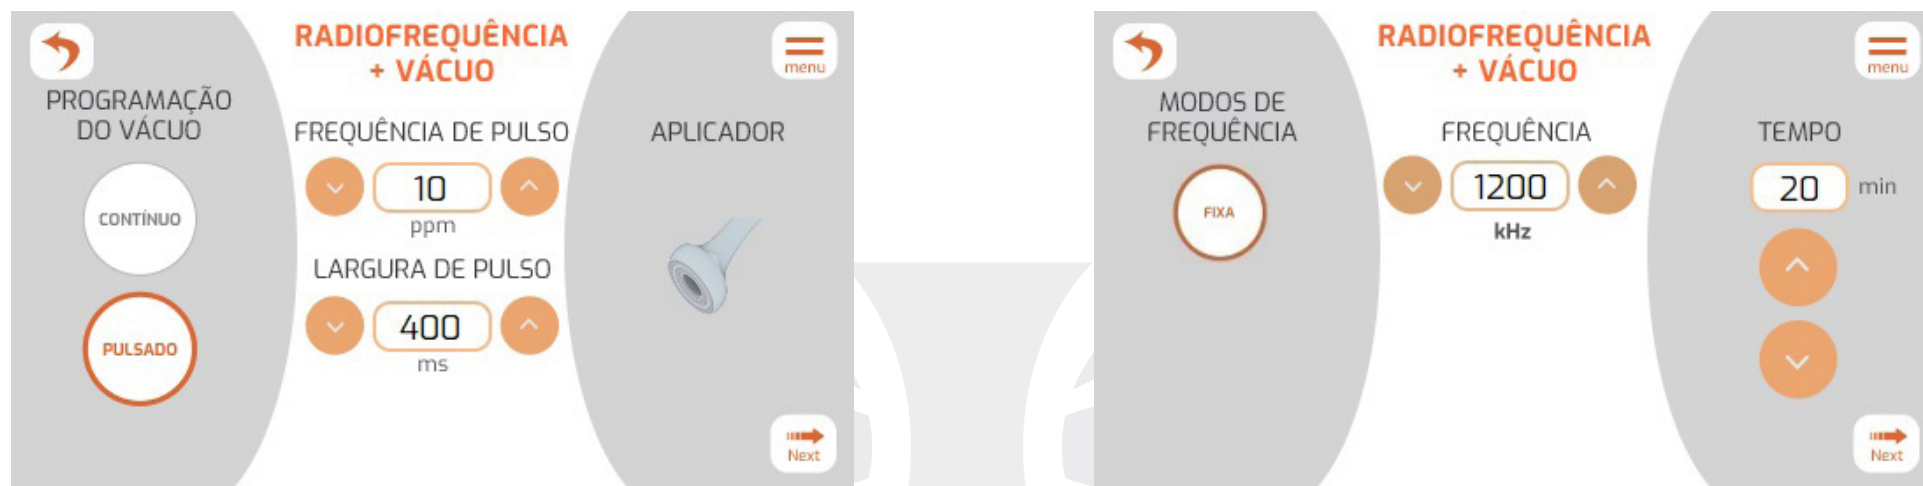 RADIOFREQUÊNCIA
+ VÁCUO
menu
PROGRAMAÇÃO
DO VÁCUO
CONTÍNUO
PULSADO
FREQUÊNCIA DE PULSO
10
ppm
LARGURA DE PULSO
400
ms
APLICADOR
Next
RADIOFREQUÊNCIA
+ VÁCUO
menu
MODOS DE
FREQUÊNCIA
FIXA
FREQUÊNCIA
1200
kHz
TEMPO
20 min
Next